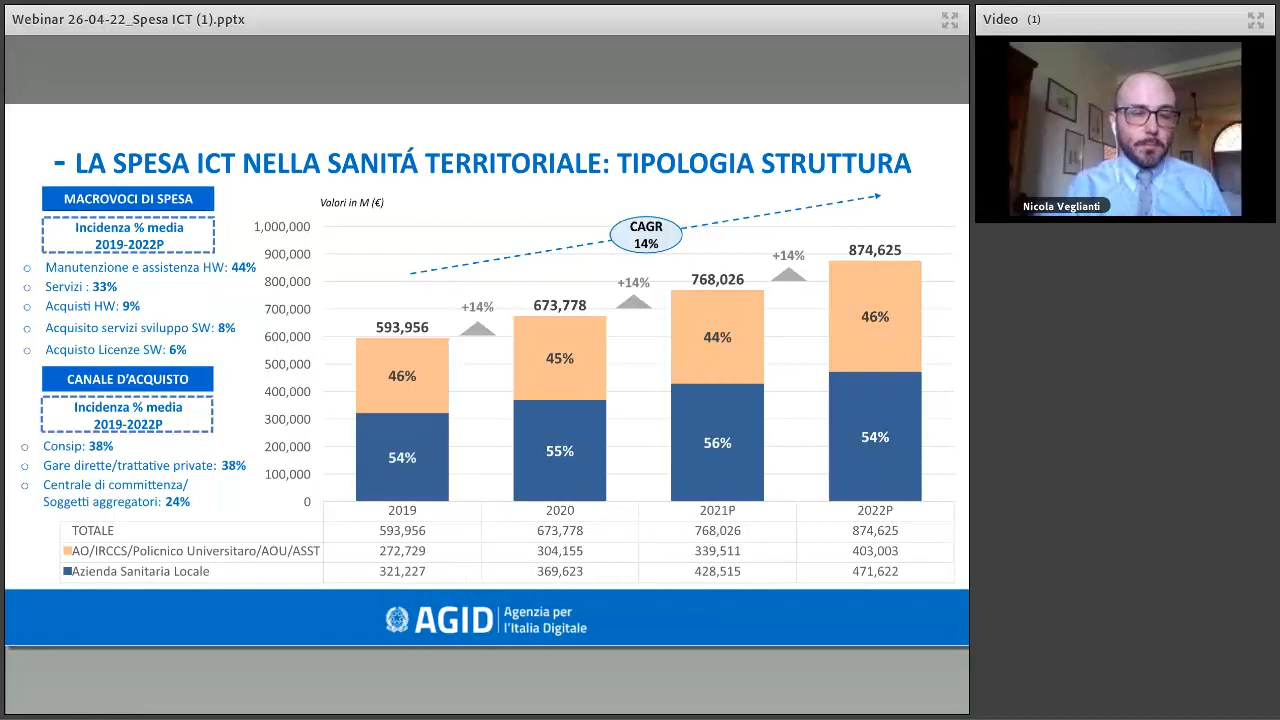 Webinar 26-04-22_Spesa ICT (1).pptx
Video (1)
Nicola Veglianti
- LA SPESA ICT NELLA SANITÁ TERRITORIALE: TIPOLOGIA STRUTTURA
MACROVOCI DI SPESA
Incidenza % media
2019-2022P
Manutenzione e assistenza HW: 44%
Servizi : 33%
Acquisti HW: 9%
Acquisito servizi sviluppo SW: 8%
Acquisto Licenze SW: 6%
CANALE D'ACQUISTO
Incidenza % media
2019-2022P
Consip: 38%
Gare dirette/trattative private: 38%
Centrale di committenza/
Soggetti aggregatori: 24%
Valori in M (€)
CAGR
14%
1,000,000
900,000
800,000
700,000
600,000
500,000
400,000
300,000
200,000
100,000
0
593,956
+14%
673,778
+14%
768,026
+14%
874,625
46%
45%
44%
46%
54%
55%
56%
54%
2019 2020 2021P 2022P
TOTALE 593,956 673,778 768,026 874,625
AO/IRCCS/Policnico Universitaro/AOU/ASST 272,729 304,155 339,511 403,003
Azienda Sanitaria Locale 321,227 369,623 428,515 471,622
AGID
Agenzia per
l'Italia Digitale